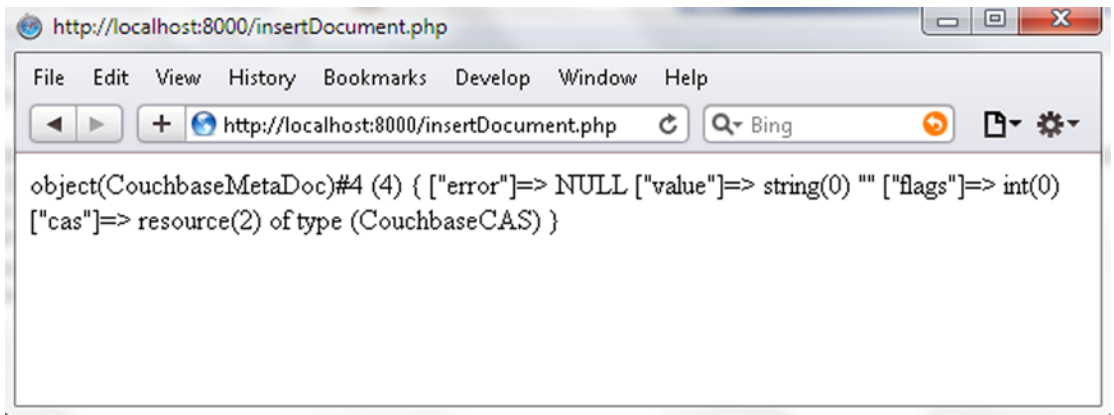 http://localhost:8000/insertDocument.php
File Edit View History Bookmarks Develop Window Help
http://localhost:8000/insertDocument.php Bing
object(CouchbaseMetaDoc)#4 (4) { ["error"]=> NULL ["value"]=> string(0) "" ["flags"]=> int(0)
["cas"]=> resource(2) of type (CouchbaseCAS) }